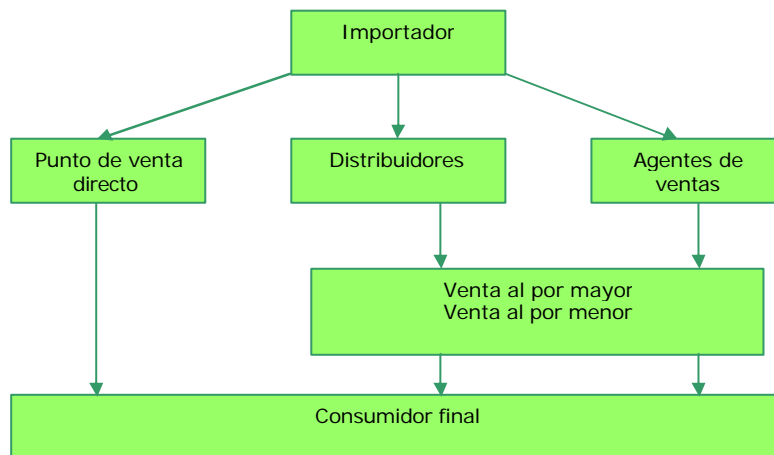 Importador
Punto de venta
directo
Distribuidores
Agentes de
ventas
Venta al por mayor
Venta al por menor
Consumidor final